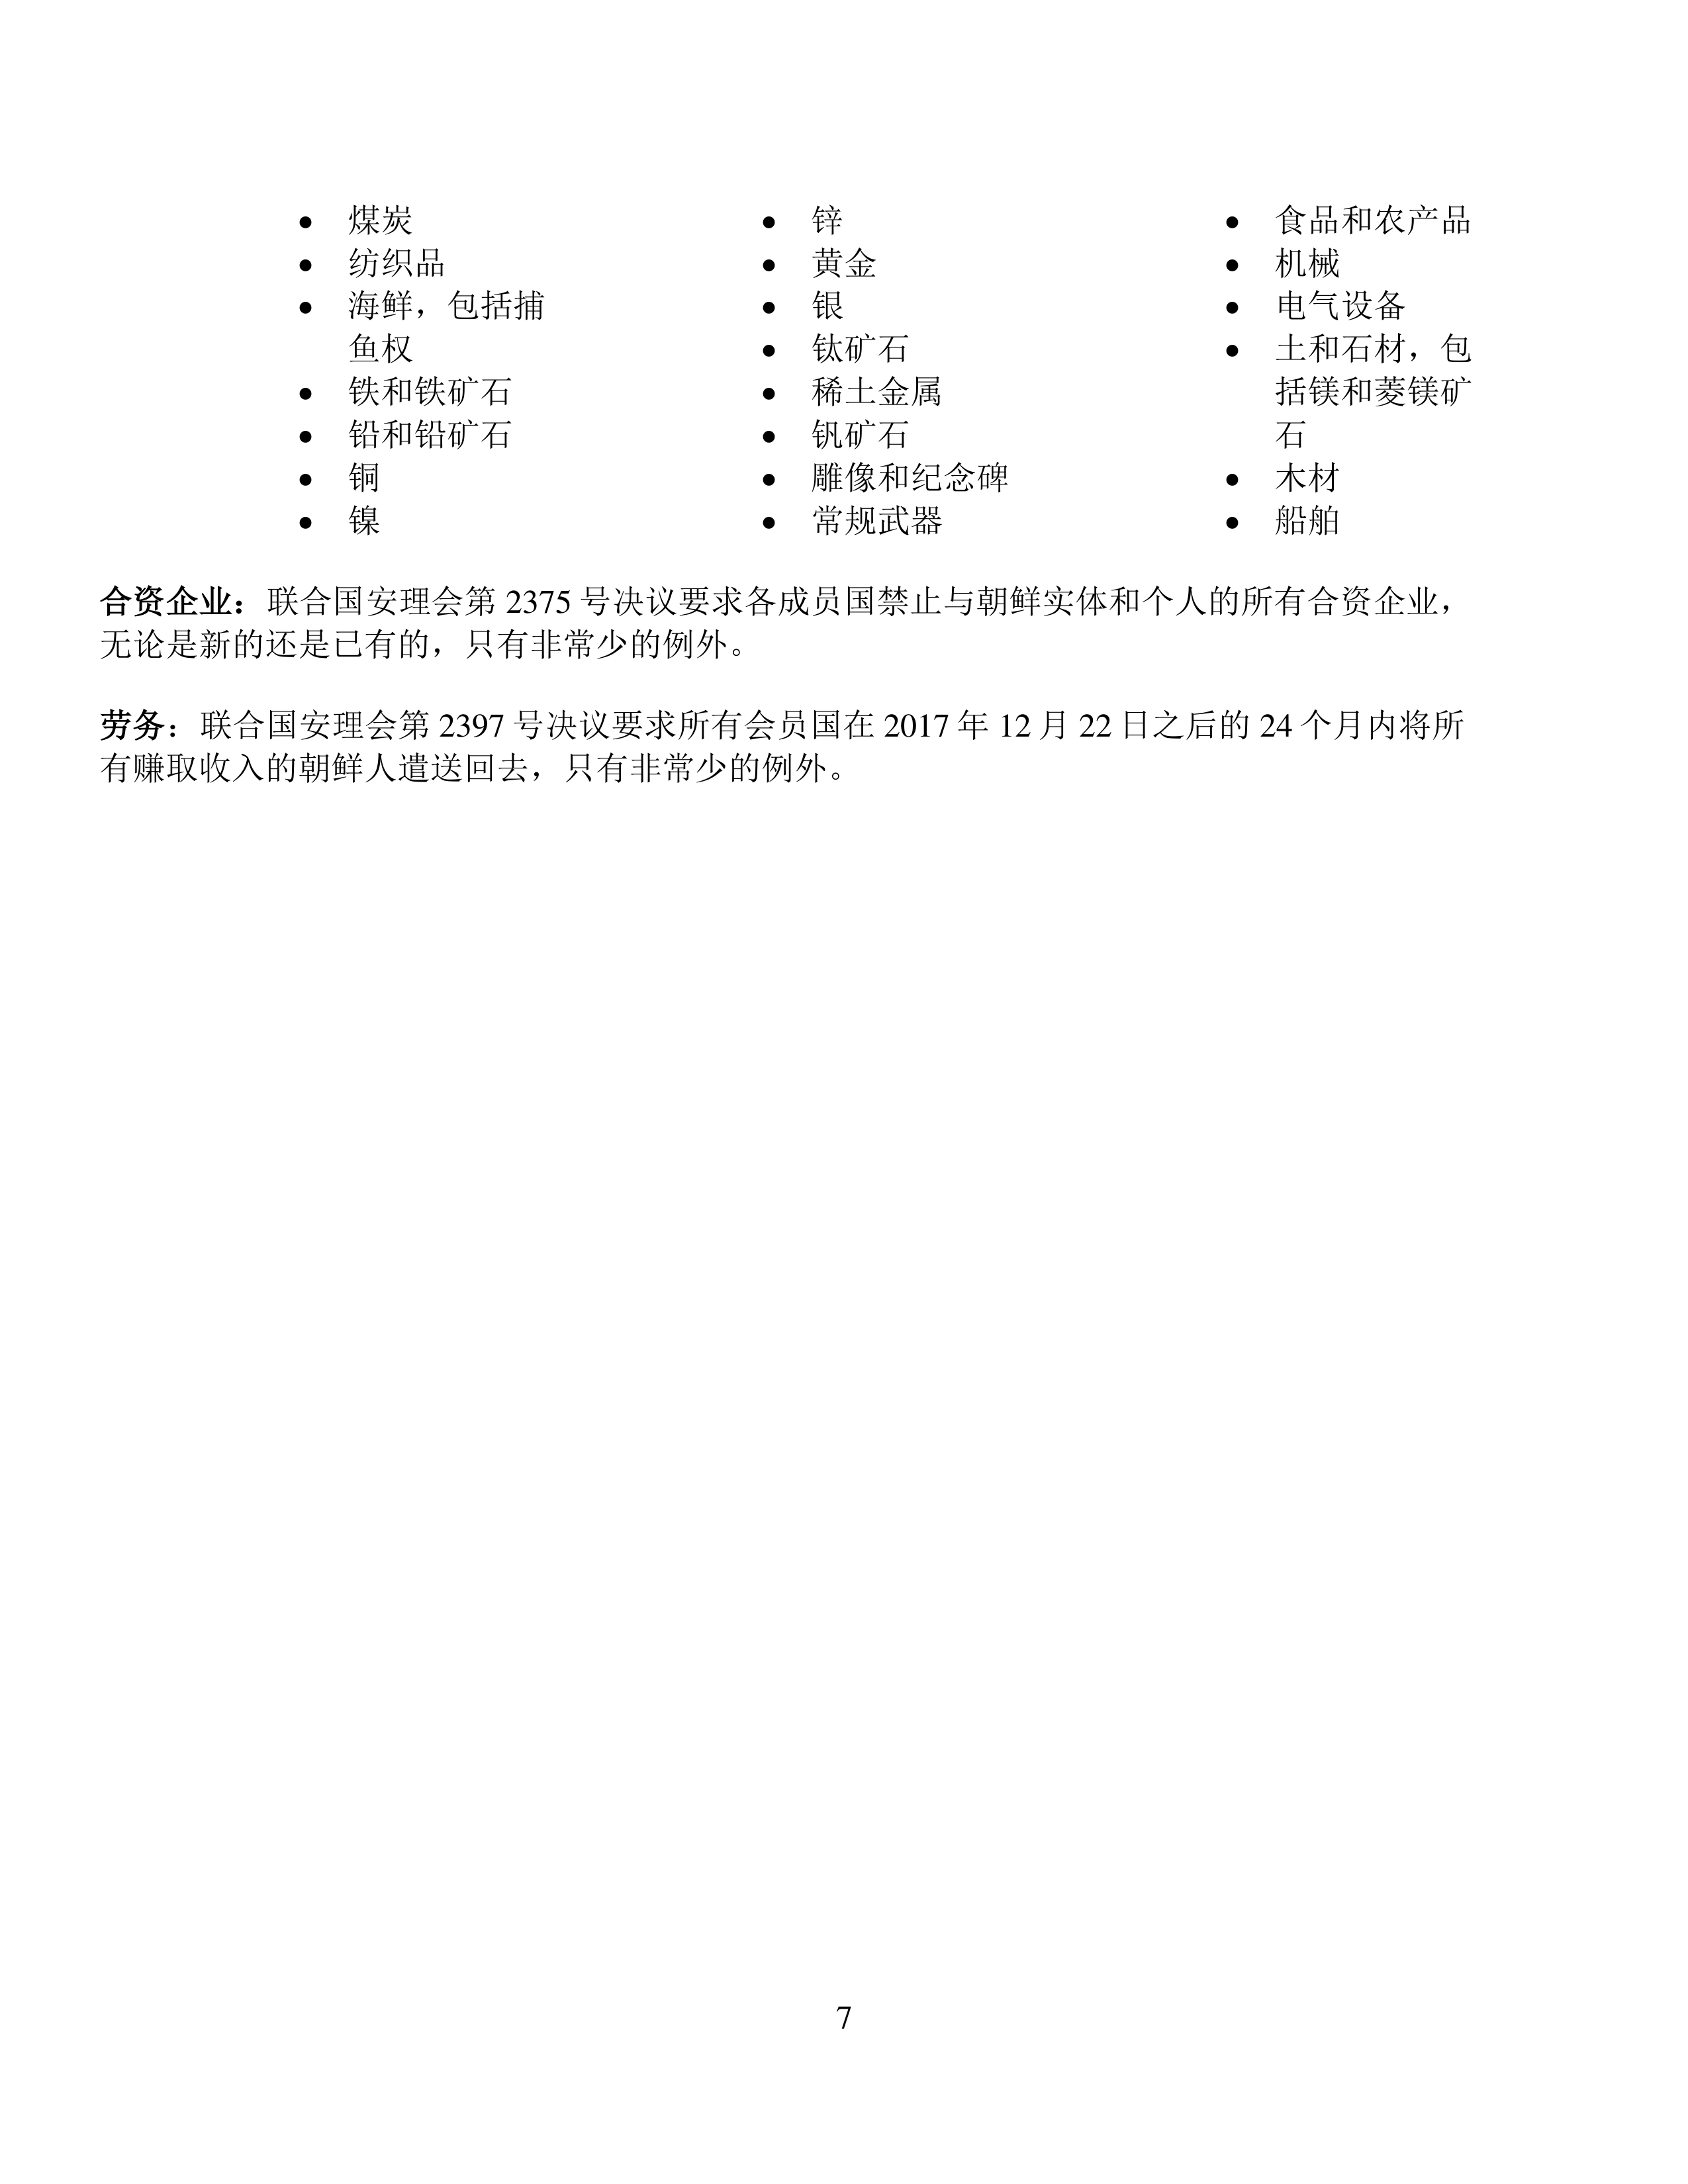 • 煤炭
• 纺织品
• 海鲜，包括捕
鱼权
• 铁和铁矿石
• 铅和铅矿石
• 铜
• 镍
• 锌
• 黄金
• 银
• 钛矿石
• 稀土金属
• 钒矿石
• 雕像和纪念碑
• 常规武器
• 食品和农产品
• 机械
• 电气设备
• 土和石材，包
括镁和菱镁矿
石
• 木材
• 船舶
合资企业：联合国安理会第 2375 号决议要求各成员国禁止与朝鲜实体和个人的所有合资企业，
无论是新的还是已有的，只有非常少的例外。
劳务：联合国安理会第 2397 号决议要求所有会员国在 2017 年 12 月 22 日之后的 24 个月内将所
有赚取收入的朝鲜人遣送回去，只有非常少的例外。
7